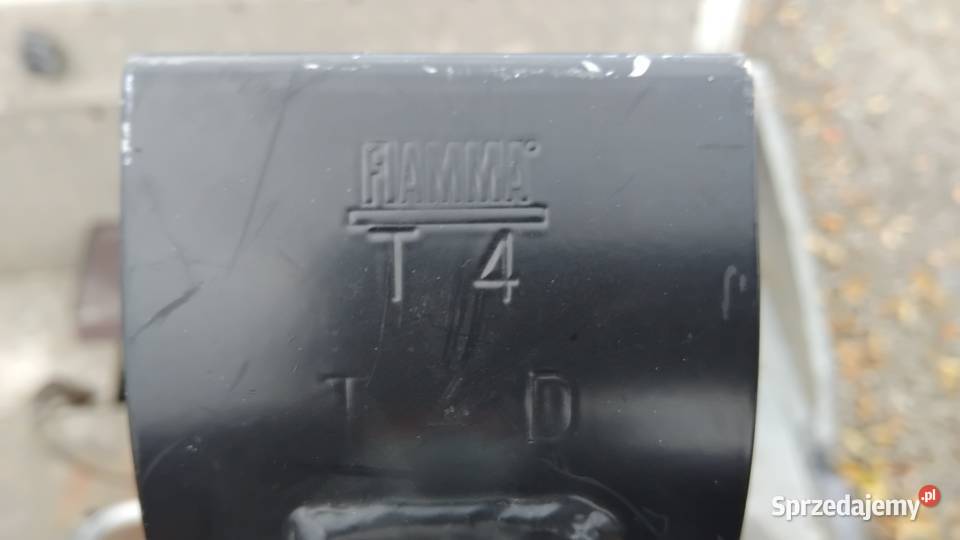 FIAMMA
T 4
T D
Sprzedajemy.pl